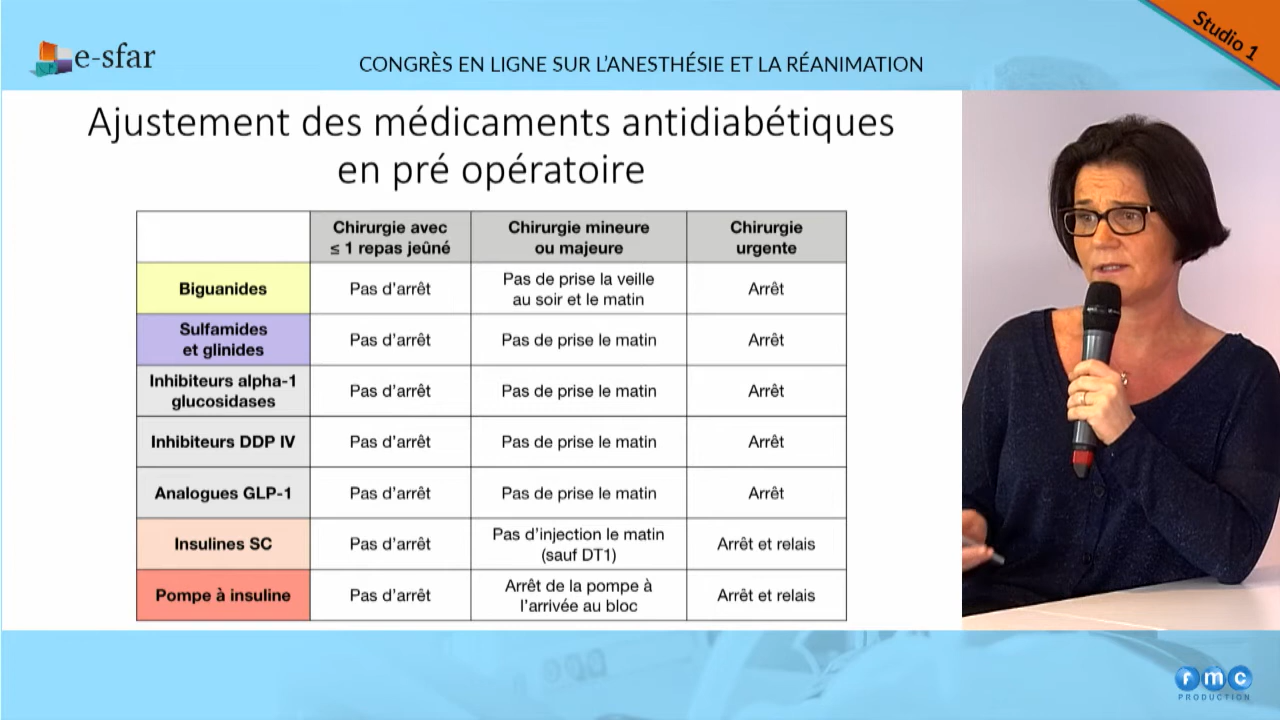 e-sfar
CONGRÈS EN LIGNE SUR L'ANESTHÉSIE ET LA RÉANIMATION
Studio 1
Ajustement des médicaments antidiabétiques
en pré opératoire
Chirurgie avec
≤ 1 repas jeûné
Chirurgie mineure
ou majeure
Chirurgie
urgente
Biguanides
Pas d'arrêt
Pas de prise la veille
au soir et le matin
Arrêt
Sulfamides
et glinides
Pas d'arrêt
Pas de prise le matin
Arrêt
Inhibiteurs alpha-1
glucosidases
Pas d'arrêt
Pas de prise le matin
Arrêt
Inhibiteurs DDP IV
Pas d'arrêt
Pas de prise le matin
Arrêt
Analogues GLP-1
Pas d'arrêt
Pas de prise le matin
Arrêt
Insulines SC
Pas d'arrêt
Pas d'injection le matin
(sauf DT1)
Arrêt et relais
Pompe à insuline
Pas d'arrêt
Arrêt de la pompe à
l'arrivée au bloc
Arrêt et relais
rmc
PRODUCTION